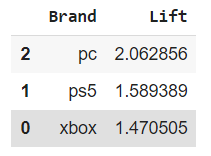 Brand Lift
2 pc 2.062856
1 ps5 1.589389
0 xbox 1.470505